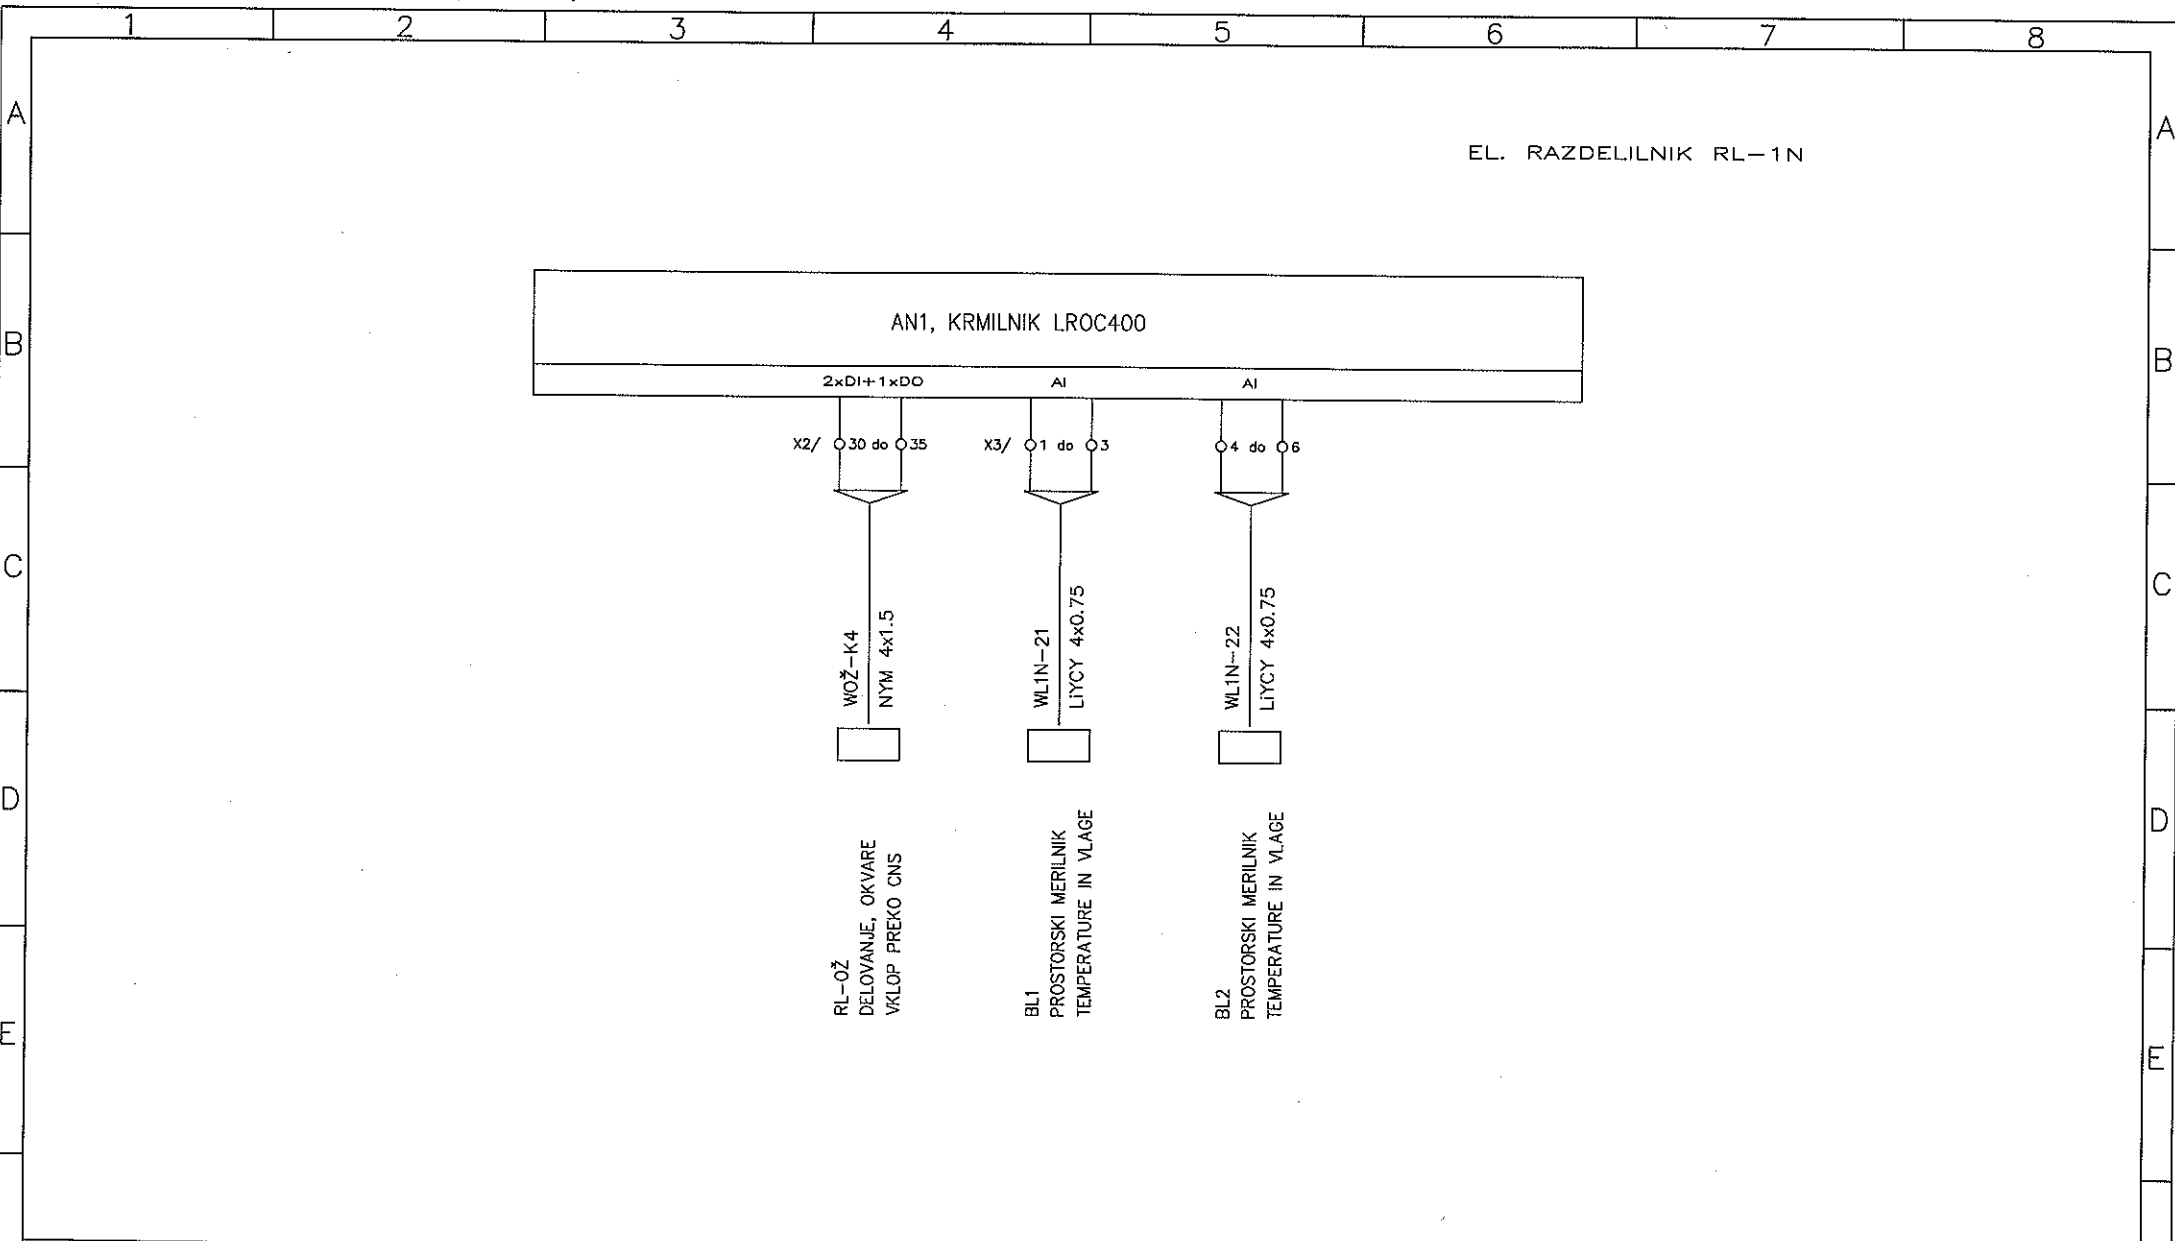 1 2 3 4 5 6 7 8
A A
EL. RAZDELILNIK RL-1N
B B
AN1, KRMILNIK LROC400
2xDI+1xDO AI AI
X2/ 30 do 35 X3/ 1 do 3 4 do 6
C C
WOŽ-K4
NYM 4x1.5
WL1N-21
LiYCY 4x0.75
WL1N-22
LiYCY 4x0.75
D D
RL-OŽ
DELOVANJE, OKVARE
VKLOP PREKO CNS
BL1
PROSTORSKI MERILNIK
TEMPERATURE IN VLAGE
BL2
PROSTORSKI MERILNIK
TEMPERATURE IN VLAGE
E E